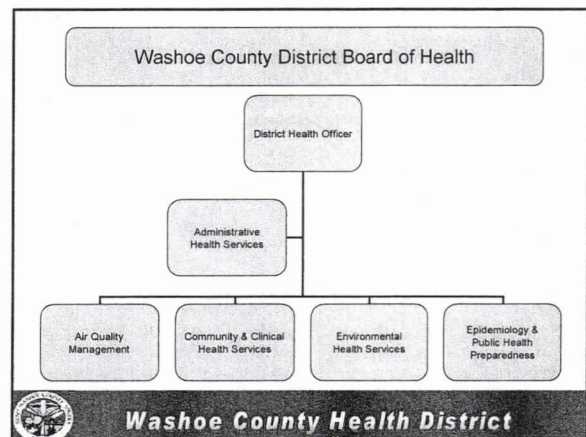 Washoe County District Board of Health
District Health Officer
Administrative
Health Services
Air Quality
Management
Community & Clinical
Health Services
Environmental
Health Services
Epidemiology &
Public Health
Preparedness
Washoe County Health District